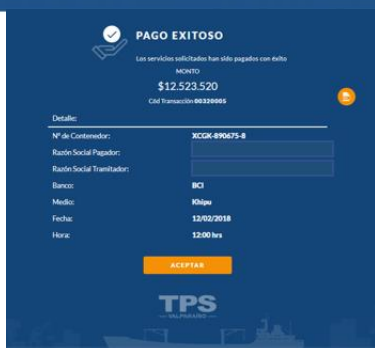 PAGO EXITOSO
Los servicios solicitados han sido pagados con éxito
MONTO
$12.523.520
Cód Transacción 00320005
Detalle:
N° de Contenedor: XCGK-890675-8
Razón Social Pagador:
Razón Social Tramitador:
Banco: BCI
Medio: Khipu
Fecha: 12/02/2018
Hora: 12:00 hrs
ACEPTAR
TPS
VALPARAÍSO